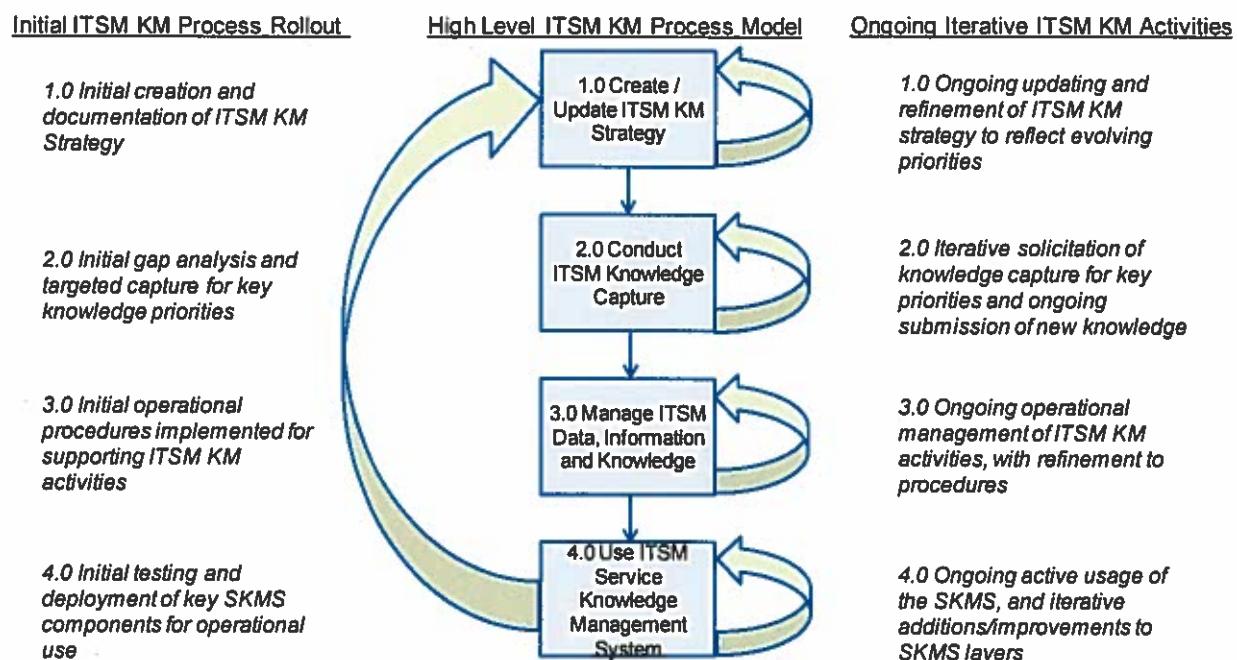 Initial ITSM KM Process Rollout
High Level ITSM KM Process Model
Ongoing Iterative ITSM KM Activities
1.0 Initial creation and
documentation of ITSM KM
Strategy
1.0 Create /
Update ITSM KM
Strategy
1.0 Ongoing updating and
refinement of ITSM KM
strategy to reflect evolving
priorities
2.0 Initial gap analysis and
targeted capture for key
knowledge priorities
2.0 Conduct
ITSM Knowledge
Capture
2.0 Iterative solicitation of
knowledge capture for key
priorities and ongoing
submission of new knowledge
3.0 Initial operational
procedures implemented for
supporting ITSM KM
activities
3.0 Manage ITSM
Data, Information
and Knowledge
3.0 Ongoing operational
management of ITSM KM
activities, with refinement to
procedures
4.0 Initial testing and
deployment of key SKMS
components for operational
use
4.0 Use ITSM
Service
Knowledge
Management
System
4.0 Ongoing active usage of
the SKMS, and iterative
additions/improvements to
SKMS layers